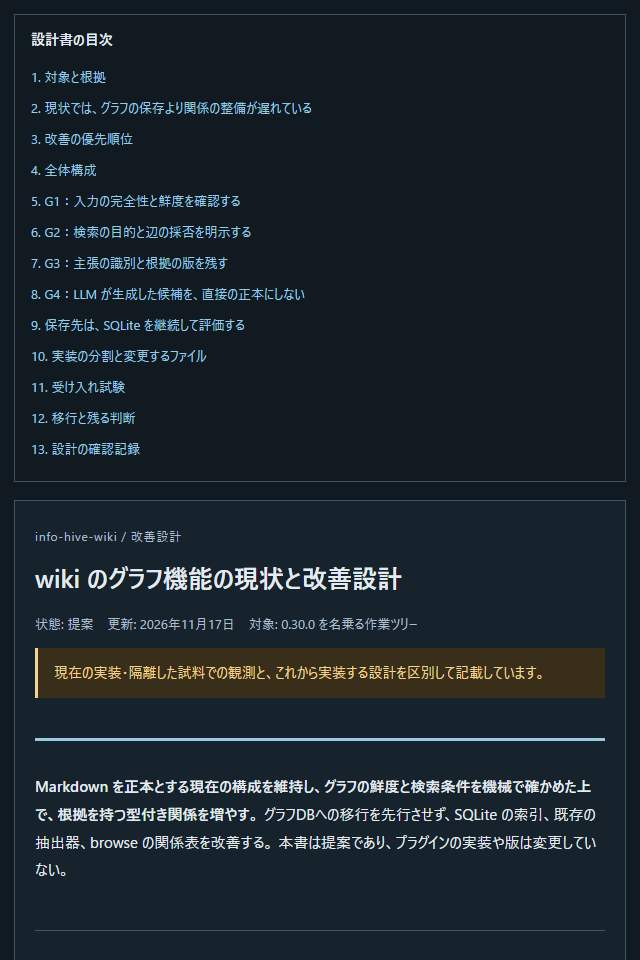 設計書の目次
1. 対象と根拠
2. 現状では、グラフの保存より関係の整備が遅れている
3. 改善の優先順位
4. 全体構成
5. G1：入力の完全性と鮮度を確認する
6. G2：検索の目的と辺の採否を明示する
7. G3：主張の識別と根拠の版を残す
8. G4：LLM が生成した候補を、直接の正本にしない
9. 保存先は、SQLite を継続して評価する
10. 実装の分割と変更するファイル
11. 受け入れ試験
12. 移行と残る判断
13. 設計の確認記録
info-hive-wiki / 改善設計
wiki のグラフ機能の現状と改善設計
状態: 提案 更新: 2026年11月17日 対象: 0.30.0 を名乗る作業ツリー
現在の実装・隔離した試料での観測と、これから実装する設計を区別して記載しています。
Markdown を正本とする現在の構成を維持し、グラフの鮮度と検索条件を機械で確かめた上
で、根拠を持つ型付き関係を増やす。グラフDBへの移行を先行させず、SQLite の索引、既存の
抽出器、browse の関係表を改善する。本書は提案であり、プラグインの実装や版は変更してい
ない。